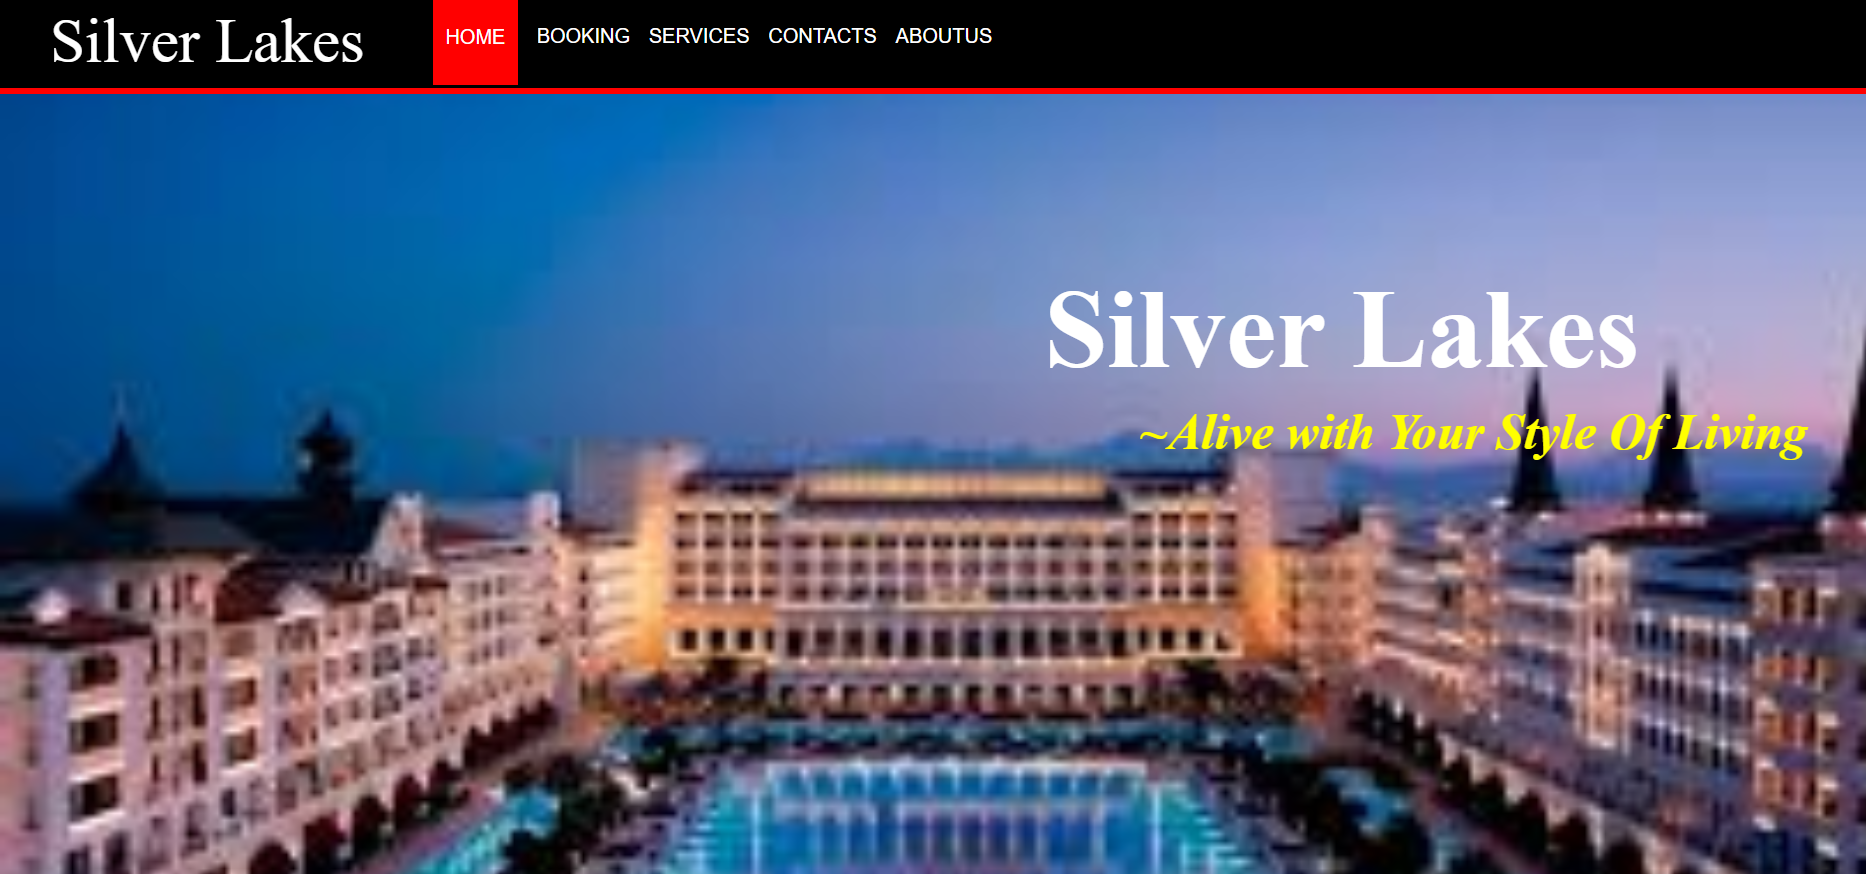 Silver Lakes HOME BOOKING SERVICES CONTACTS ABOUTUS
Silver Lakes
~Alive with Your Style Of Living